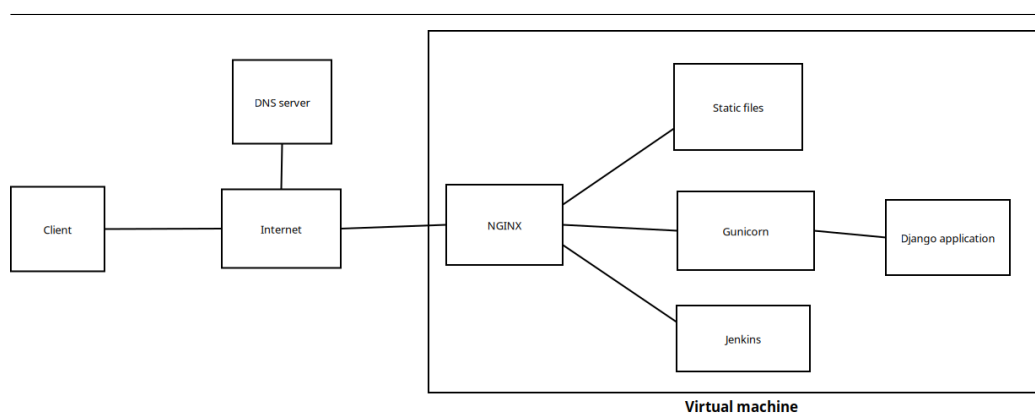 DNS server
Static files
Client
Internet
NGINX
Gunicorn
Django application
Jenkins
Virtual machine